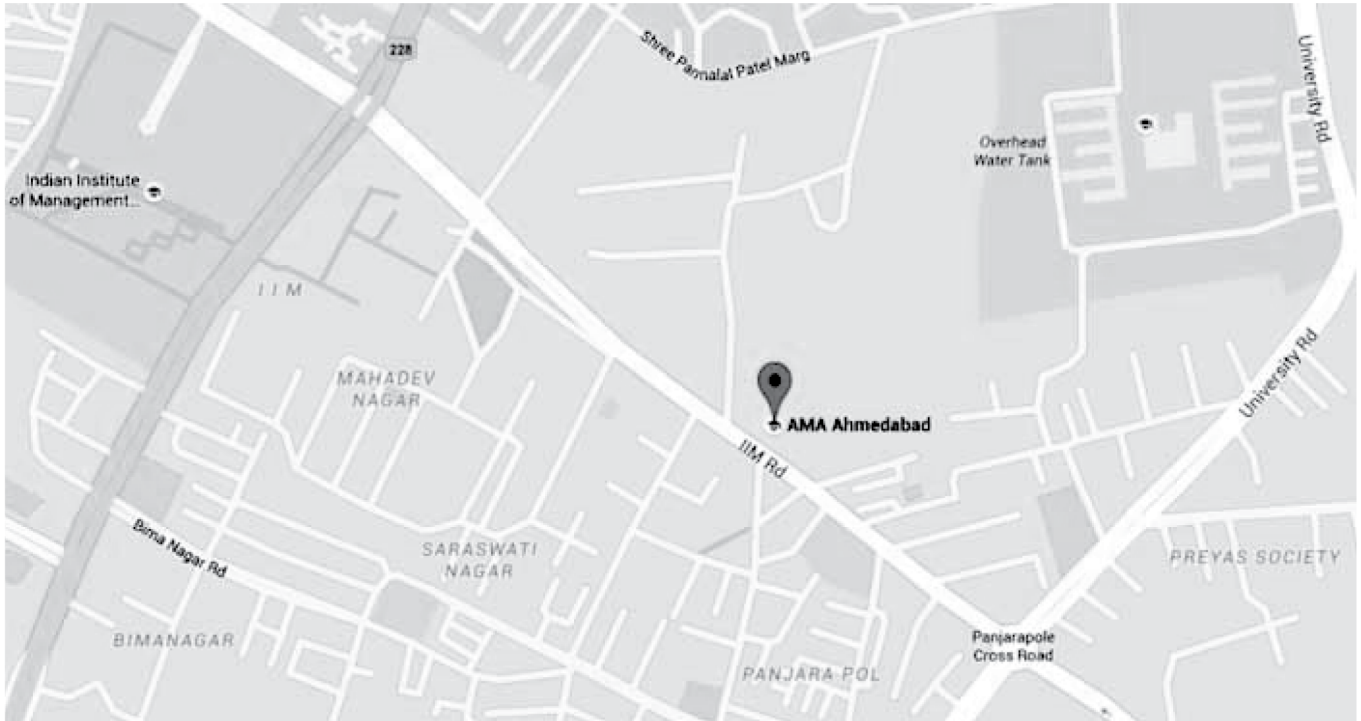 228
Shree Pannalal Patel Marg
University Rd
Overhead
Water Tank
Indian Institute
of Management...
I I M
MAHADEV
NAGAR
AMA Ahmedabad
University Rd
IIM Rd
Bima Nagar Rd
SARASWATI
NAGAR
PREYAS SOCIETY
BIMANAGAR
Panjarapole
Cross Road
PANJARA POL